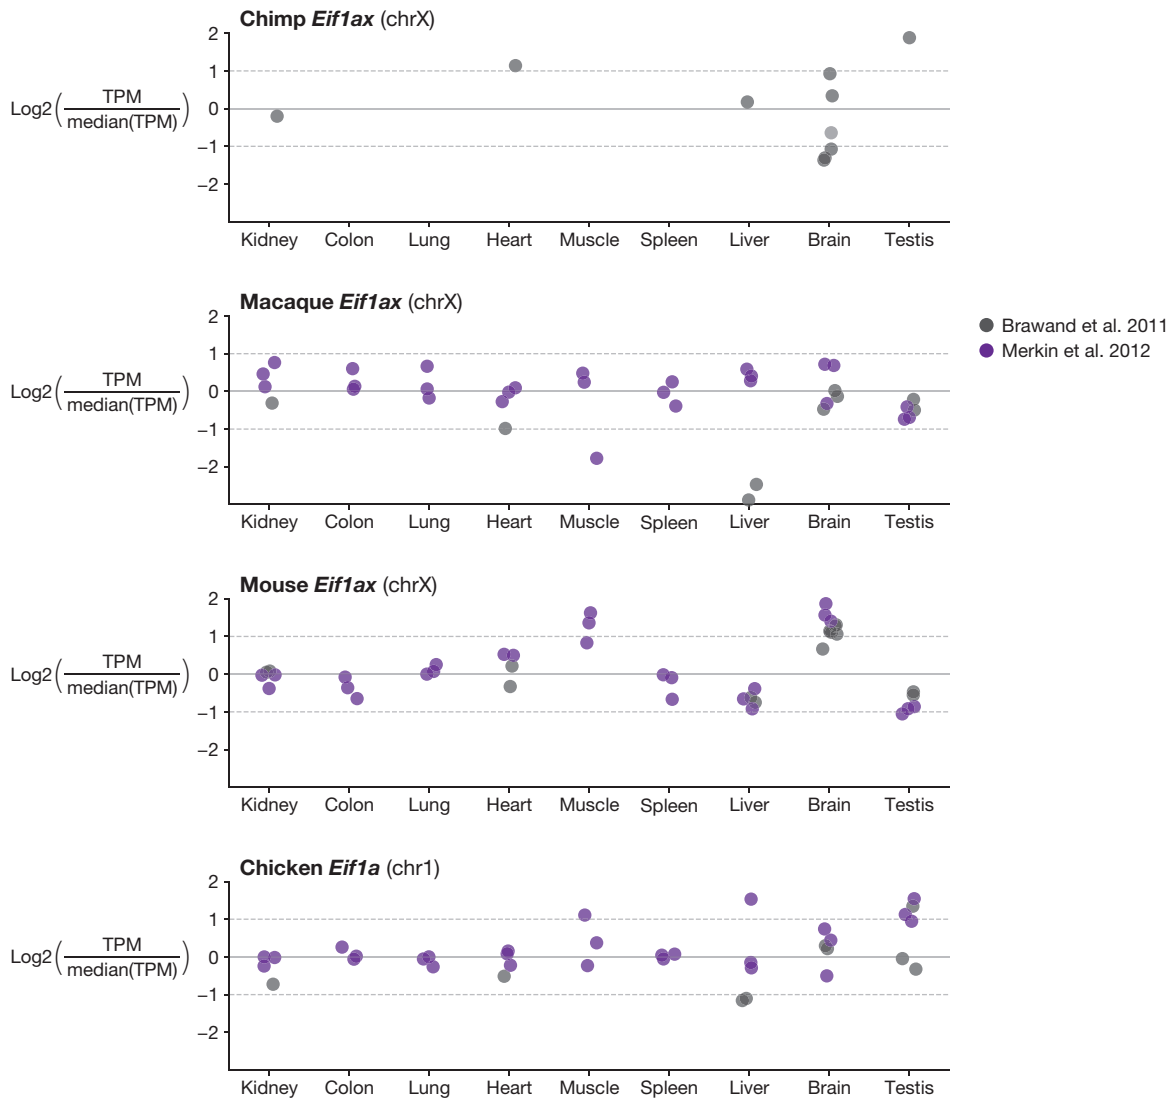 Chimp Eif1ax (chrX)
2
1
0
−1
−2
Log2(TPM/median(TPM))
Kidney Colon Lung Heart Muscle Spleen Liver Brain Testis
Macaque Eif1ax (chrX)
2
1
0
−1
−2
Log2(TPM/median(TPM))
Kidney Colon Lung Heart Muscle Spleen Liver Brain Testis
Brawand et al. 2011
Merkin et al. 2012
Mouse Eif1ax (chrX)
2
1
0
−1
−2
Log2(TPM/median(TPM))
Kidney Colon Lung Heart Muscle Spleen Liver Brain Testis
Chicken Eif1a (chr1)
2
1
0
−1
−2
Log2(TPM/median(TPM))
Kidney Colon Lung Heart Muscle Spleen Liver Brain Testis